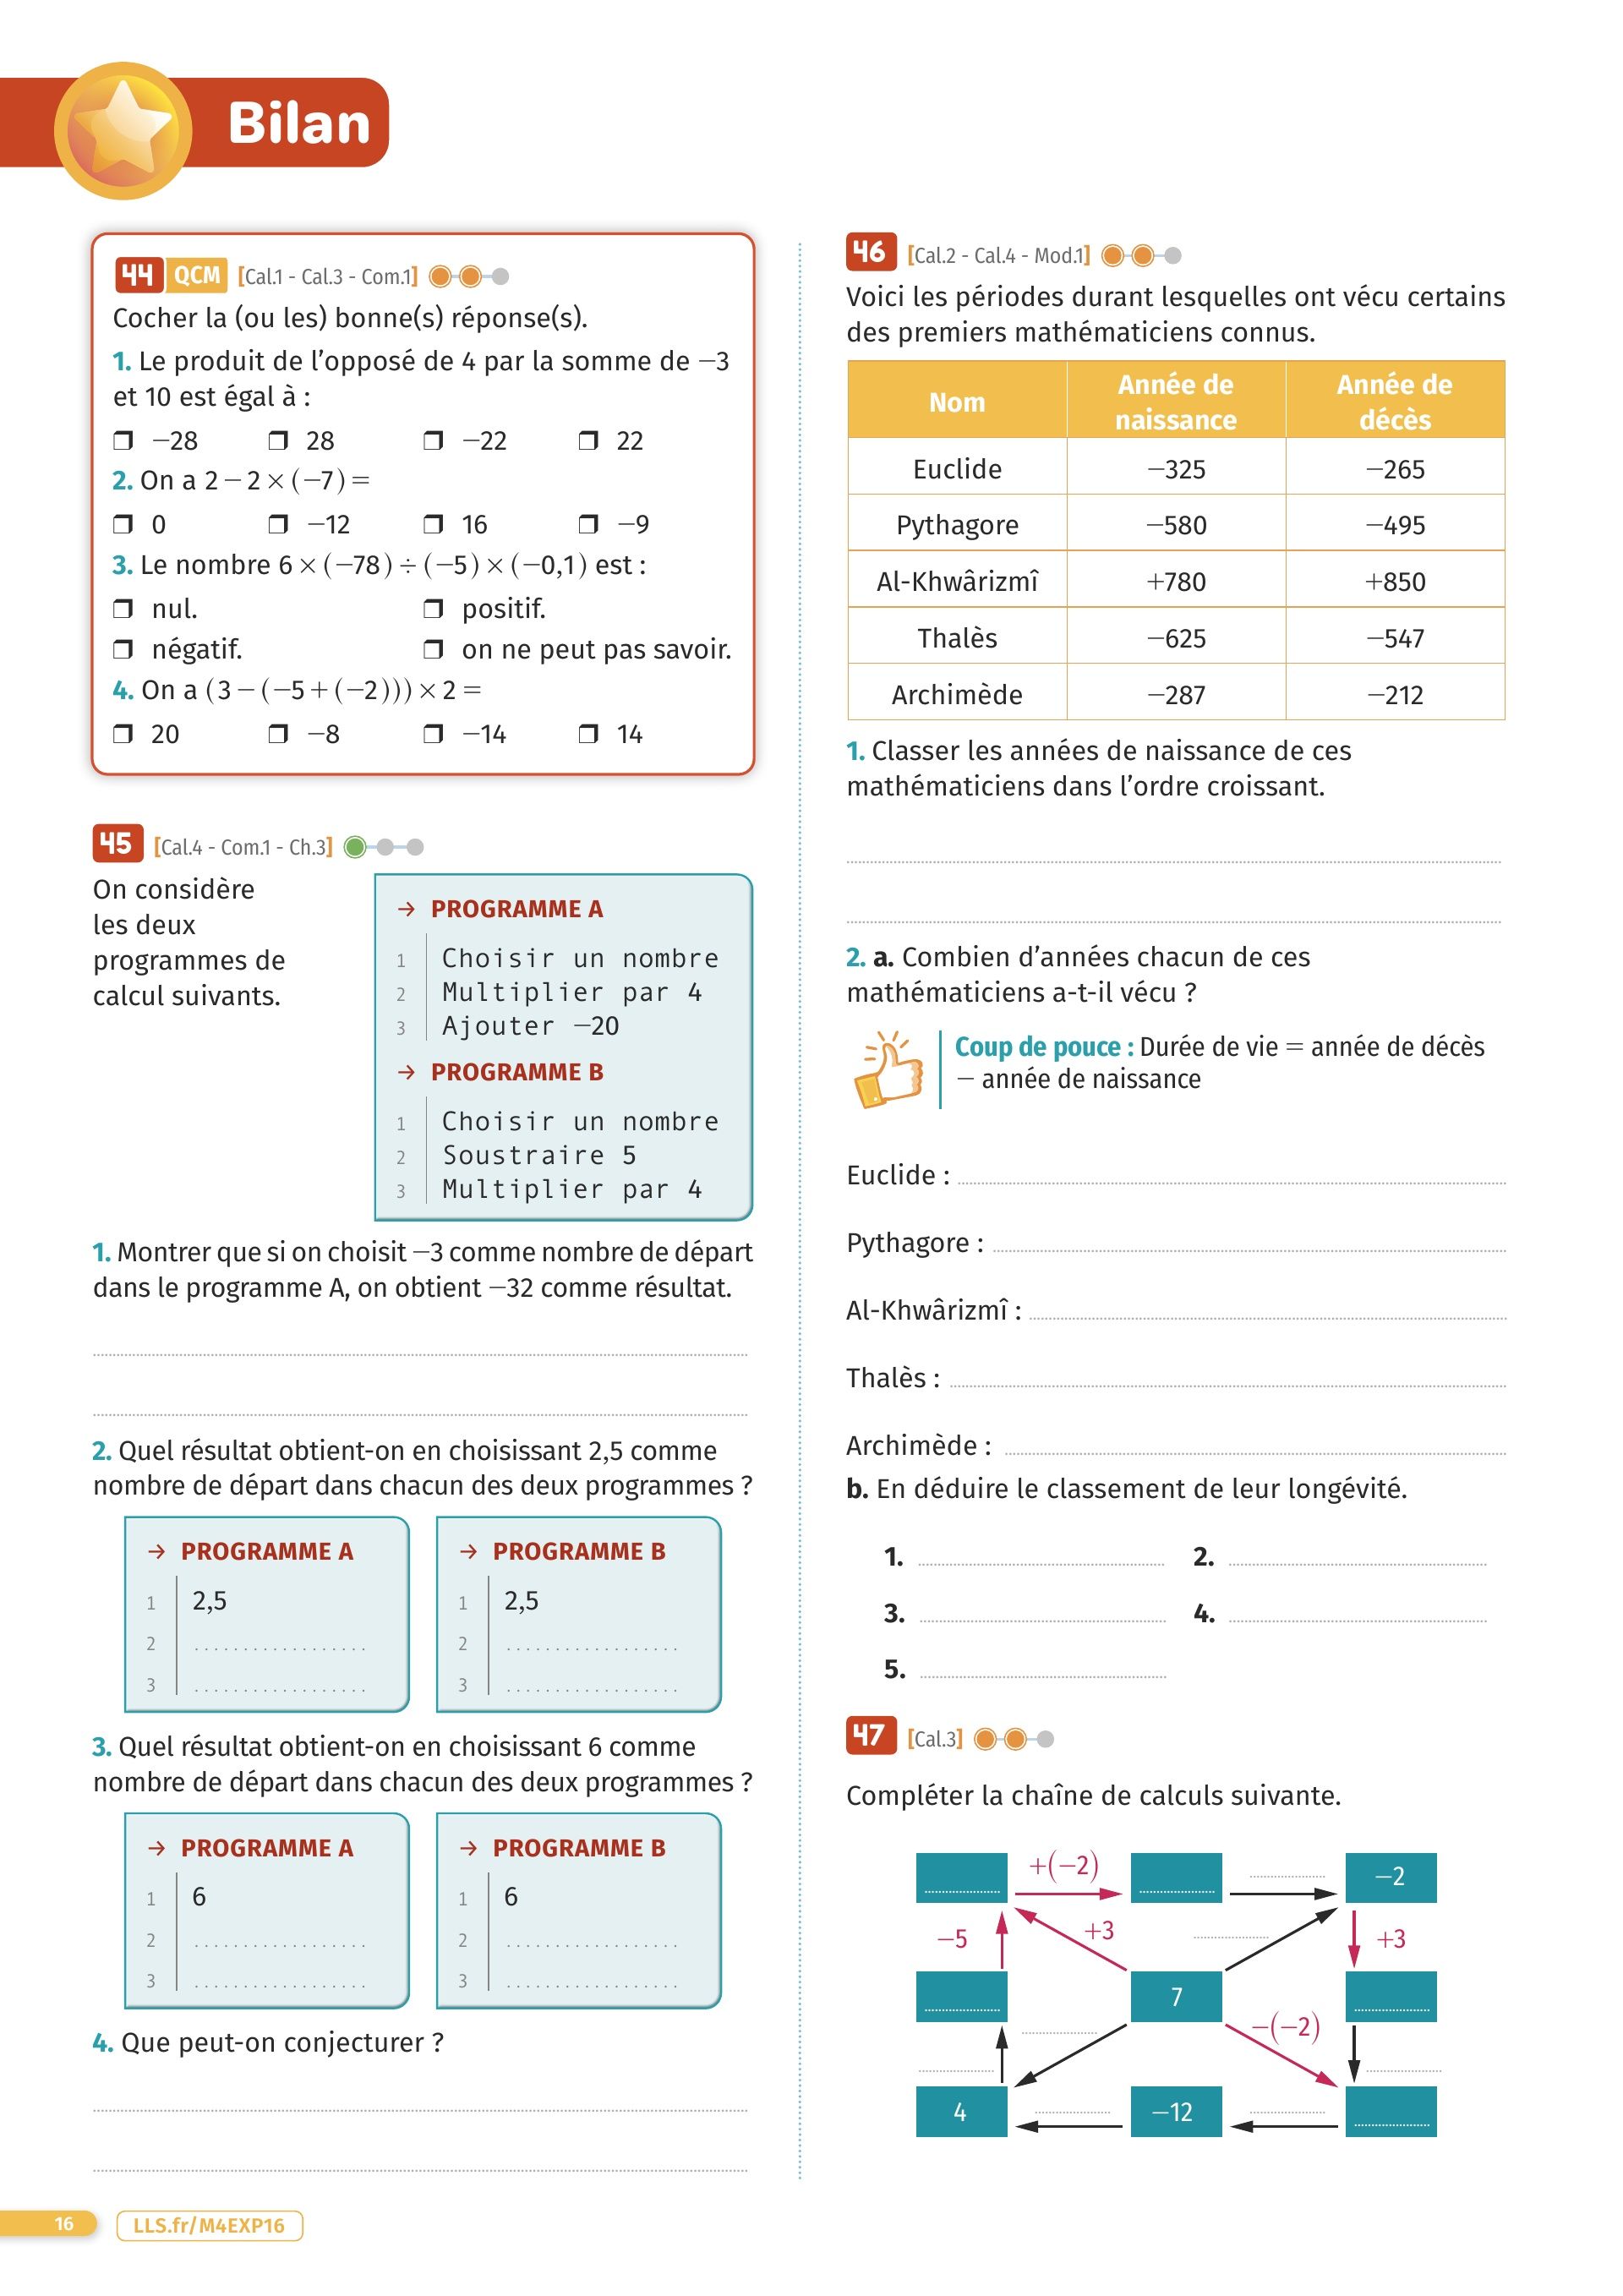 Bilan
44 QCM [Cal.1 - Cal.3 - Com.1]
Cocher la (ou les) bonne(s) réponse(s).
1. Le produit de l’opposé de 4 par la somme de −3
et 10 est égal à :
❒ −28 ❒ 28 ❒ −22 ❒ 22
2. On a 2 − 2 × (−7) =
❒ 0 ❒ −12 ❒ 16 ❒ −9
3. Le nombre 6 × (−78) ÷ (−5) × (−0,1) est :
❒ nul. ❒ positif.
❒ négatif. ❒ on ne peut pas savoir.
4. On a (3 − (−5 + (−2))) × 2 =
❒ 20 ❒ −8 ❒ −14 ❒ 14
45 [Cal.4 - Com.1 - Ch.3]
On considère
les deux
programmes de
calcul suivants.
→ PROGRAMME A
1 Choisir un nombre
2 Multiplier par 4
3 Ajouter −20
→ PROGRAMME B
1 Choisir un nombre
2 Soustraire 5
3 Multiplier par 4
1. Montrer que si on choisit −3 comme nombre de départ
dans le programme A, on obtient −32 comme résultat.
2. Quel résultat obtient-on en choisissant 2,5 comme
nombre de départ dans chacun des deux programmes ?
→ PROGRAMME A
1 2,5
2
3
→ PROGRAMME B
1 2,5
2
3
3. Quel résultat obtient-on en choisissant 6 comme
nombre de départ dans chacun des deux programmes ?
→ PROGRAMME A
1 6
2
3
→ PROGRAMME B
1 6
2
3
4. Que peut-on conjecturer ?
46 [Cal.2 - Cal.4 - Mod.1]
Voici les périodes durant lesquelles ont vécu certains
des premiers mathématiciens connus.
Nom Année de naissance Année de décès
Euclide −325 −265
Pythagore −580 −495
Al-Khwârizmî +780 +850
Thalès −625 −547
Archimède −287 −212
1. Classer les années de naissance de ces
mathématiciens dans l’ordre croissant.
2. a. Combien d’années chacun de ces
mathématiciens a-t-il vécu ?
Coup de pouce : Durée de vie = année de décès
− année de naissance
Euclide :
Pythagore :
Al-Khwârizmî :
Thalès :
Archimède :
b. En déduire le classement de leur longévité.
1. 2.
3. 4.
5.
47 [Cal.3]
Compléter la chaîne de calculs suivante.
+(−2) −2
−5 +3 +3
7
−(−2)
4 −12
16 LLS.fr/M4EXP16